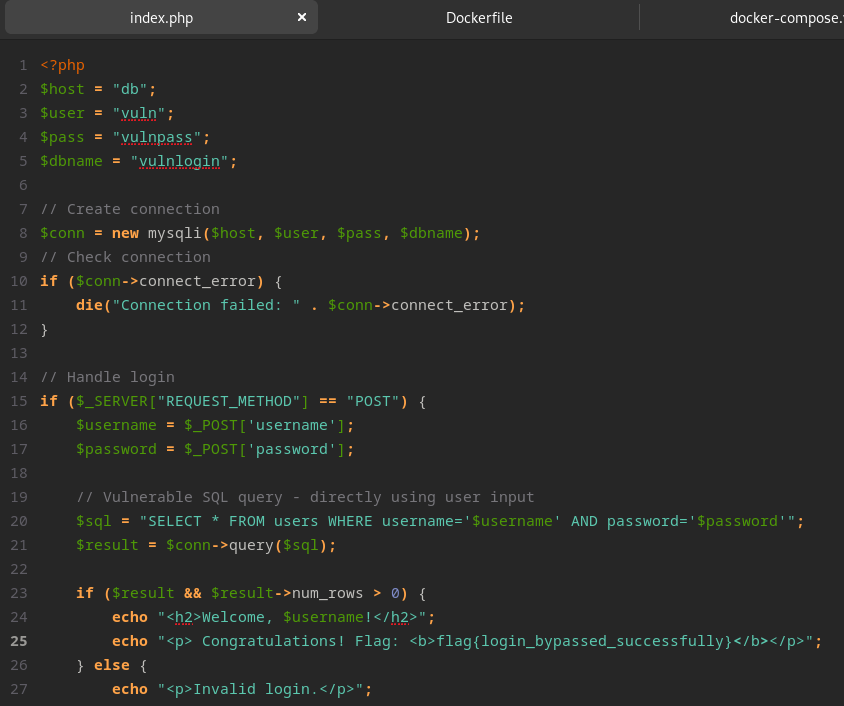 index.php × Dockerfile docker-compose.
1 <?php
2 $host = "db";
3 $user = "vuln";
4 $pass = "vulnpass";
5 $dbname = "vulnlogin";
6
7 // Create connection
8 $conn = new mysqli($host, $user, $pass, $dbname);
9 // Check connection
10 if ($conn->connect_error) {
11     die("Connection failed: " . $conn->connect_error);
12 }
13
14 // Handle login
15 if ($_SERVER["REQUEST_METHOD"] == "POST") {
16     $username = $_POST['username'];
17     $password = $_POST['password'];
18
19     // Vulnerable SQL query - directly using user input
20     $sql = "SELECT * FROM users WHERE username='$username' AND password='$password'";
21     $result = $conn->query($sql);
22
23     if ($result && $result->num_rows > 0) {
24         echo "<h2>Welcome, $username!</h2>";
25         echo "<p> Congratulations! Flag: <b>flag{login_bypassed_successfully}</b></p>";
26     } else {
27         echo "<p>Invalid login.</p>";